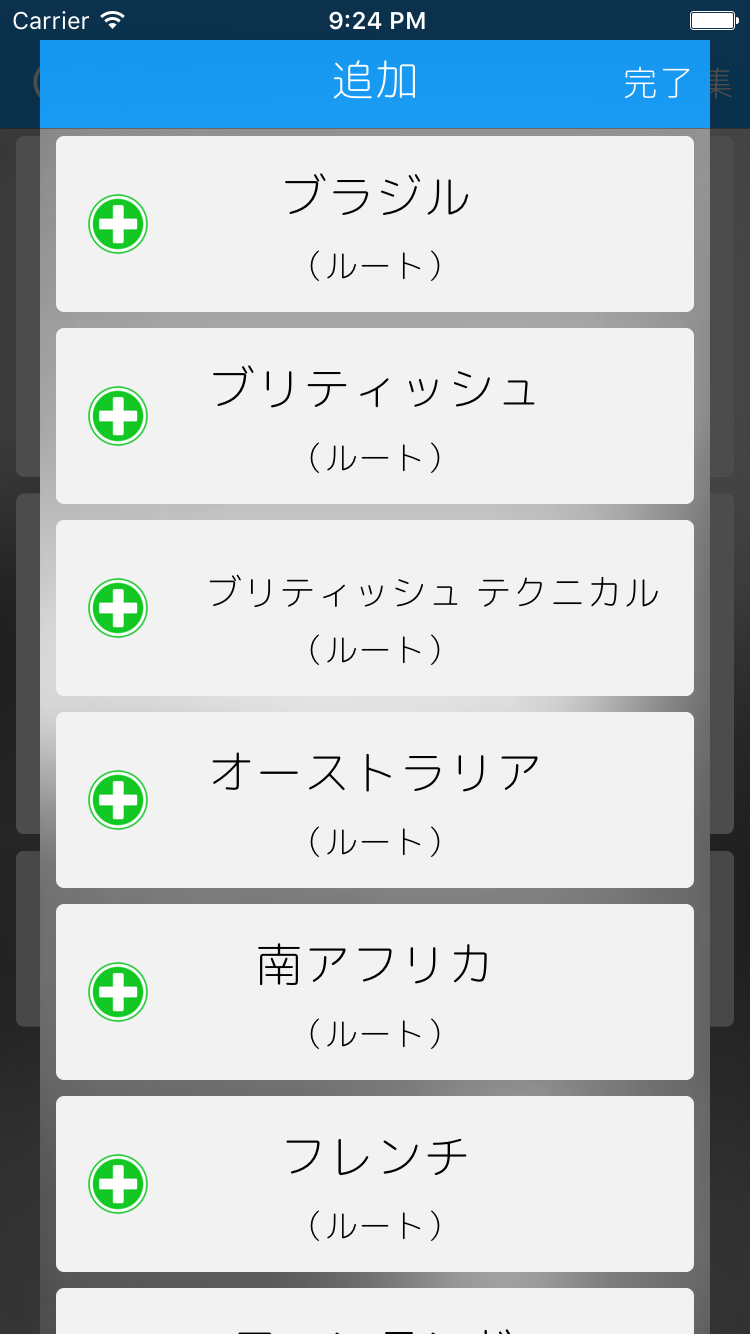 Carrier 9:24 PM
追加 完了 集
ブラジル
（ルート）
ブリティッシュ
（ルート）
ブリティッシュ テクニカル
（ルート）
オーストラリア
（ルート）
南アフリカ
（ルート）
フレンチ
（ルート）